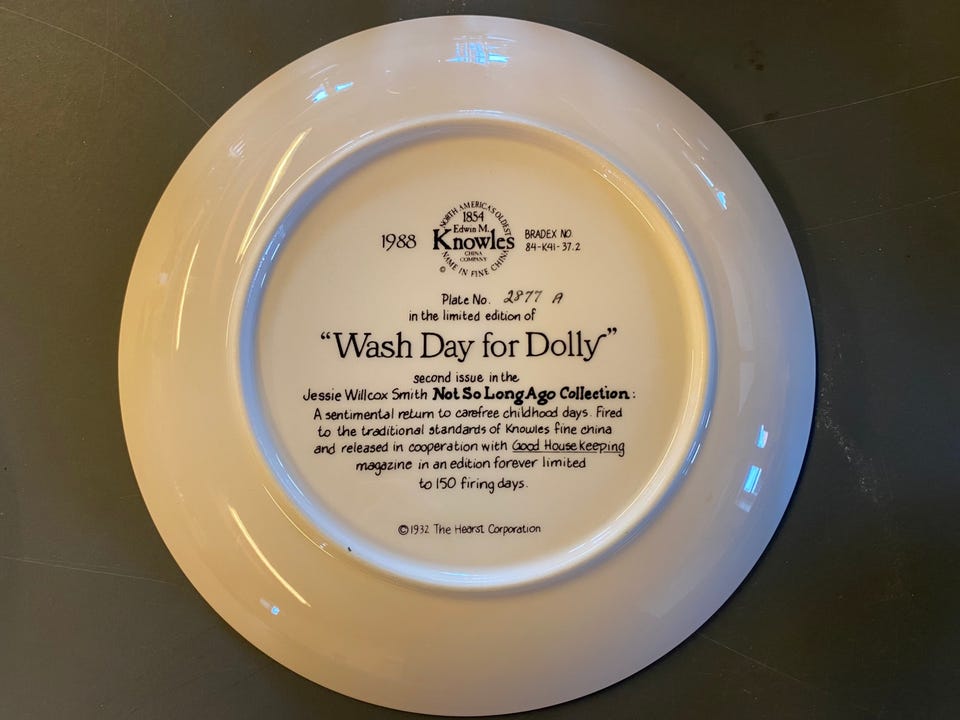 NORTH AMERICA'S OLDEST
1854
Edwin M.
Knowles
CHINA
COMPANY
NAME IN FINE CHINA
©
1988
BRADEX NO.
84-K41-37.2
Plate No. 2877 A
in the limited edition of
“Wash Day for Dolly”
second issue in the
Jessie Willcox Smith Not So Long Ago Collection:
A sentimental return to carefree childhood days. Fired
to the traditional standards of Knowles fine china
and released in cooperation with Good Housekeeping
magazine in an edition forever limited
to 150 firing days.
©1932 The Hearst Corporation